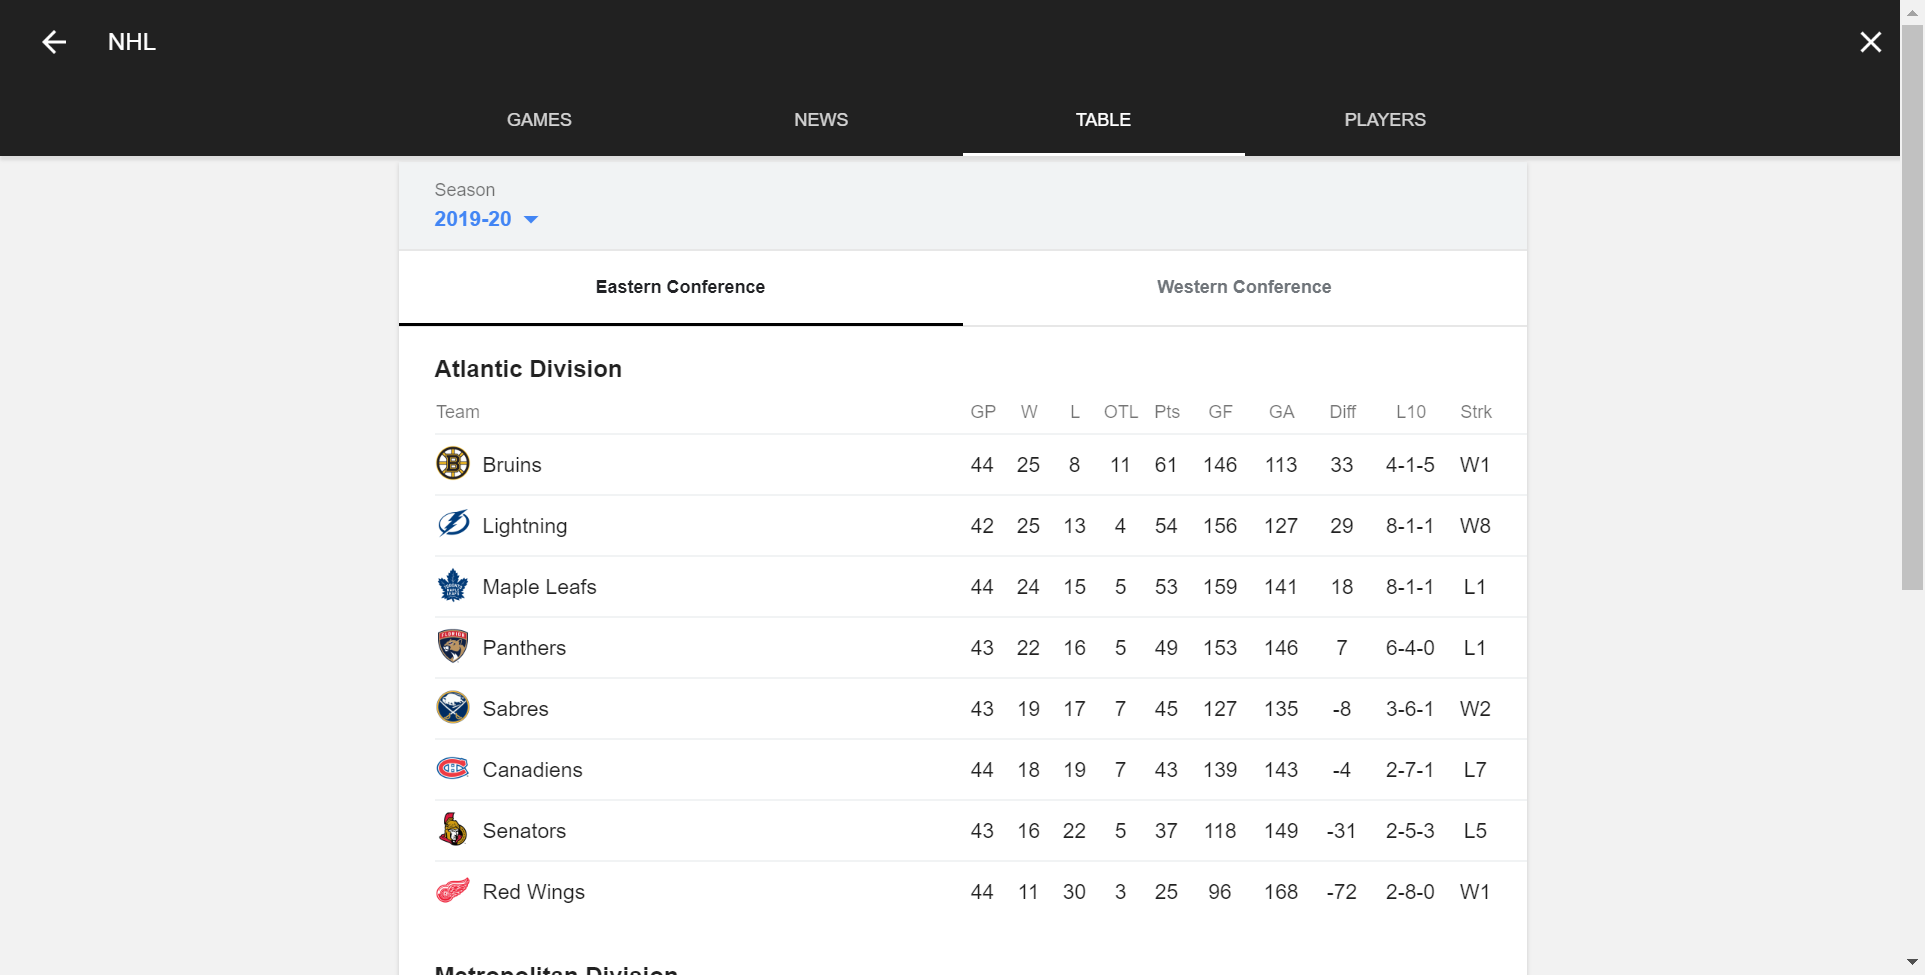 NHL
GAMES NEWS TABLE PLAYERS
Season
2019-20
Eastern Conference Western Conference
Atlantic Division
Team GP W L OTL Pts GF GA Diff L10 Strk
Bruins 44 25 8 11 61 146 113 33 4-1-5 W1
Lightning 42 25 13 4 54 156 127 29 8-1-1 W8
Maple Leafs 44 24 15 5 53 159 141 18 8-1-1 L1
Panthers 43 22 16 5 49 153 146 7 6-4-0 L1
Sabres 43 19 17 7 45 127 135 -8 3-6-1 W2
Canadiens 44 18 19 7 43 139 143 -4 2-7-1 L7
Senators 43 16 22 5 37 118 149 -31 2-5-3 L5
Red Wings 44 11 30 3 25 96 168 -72 2-8-0 W1
Metropolitan Division